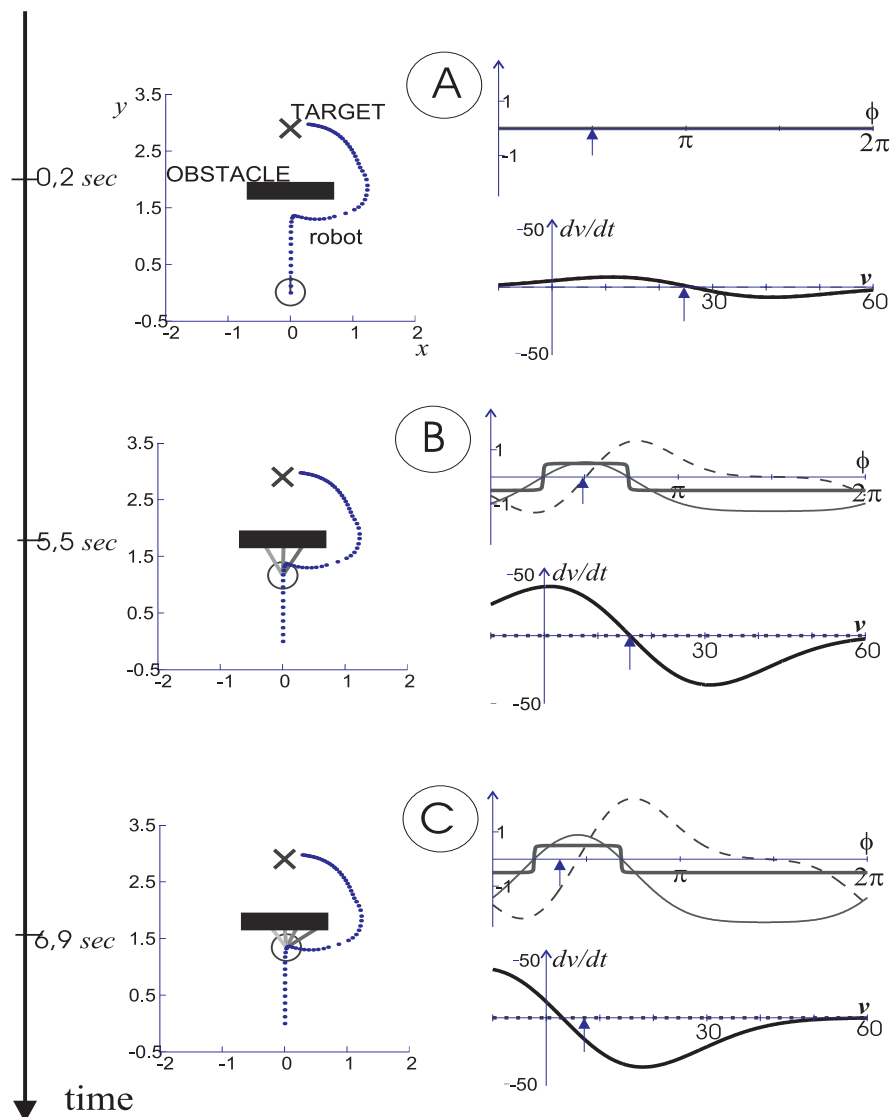 A
3.5
y
TARGET
2.5
OBSTACLE
1.5
robot
0.5
-0.5
-2
-1
0
1
2
x
1
-1
π
ϕ
2π
50
dv/dt
v
30
60
-50
0,2 sec
B
3.5
2.5
1.5
0.5
-0.5
-2
-1
0
1
2
1
-1
π
ϕ
2π
50
dv/dt
v
30
60
-50
5,5 sec
C
3.5
2.5
1.5
0.5
-0.5
-2
-1
0
1
2
1
-1
π
ϕ
2π
50
dv/dt
v
30
60
-50
6,9 sec
time